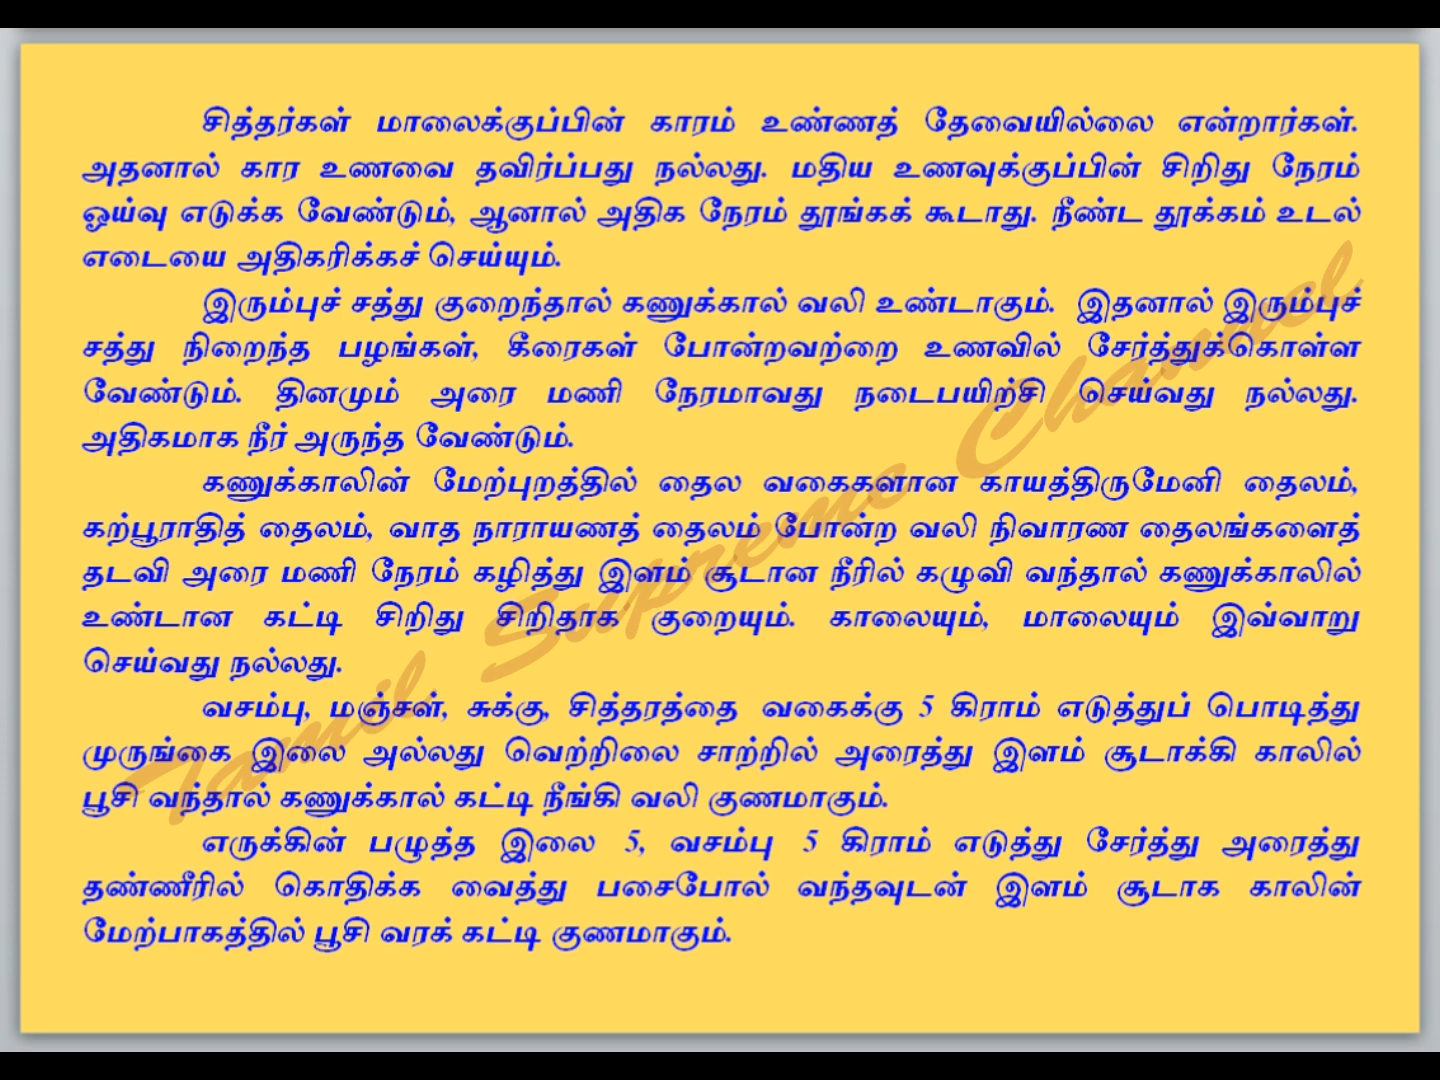 சித்தர்கள் மாலைக்குப்பின் காரம் உண்ணத் தேவையில்லை என்றார்கள்.
அதனால் கார உணவை தவிர்ப்பது நல்லது. மதிய உணவுக்குப்பின் சிறிது நேரம்
ஓய்வு எடுக்க வேண்டும், ஆனால் அதிக நேரம் தூங்கக் கூடாது. நீண்ட தூக்கம் உடல்
எடையை அதிகரிக்கச் செய்யும்.
இரும்புச் சத்து குறைந்தால் கணுக்கால் வலி உண்டாகும். இதனால் இரும்புச்
சத்து நிறைந்த பழங்கள், கீரைகள் போன்றவற்றை உணவில் சேர்த்துக்கொள்ள
வேண்டும். தினமும் அரை மணி நேரமாவது நடைபயிற்சி செய்வது நல்லது.
அதிகமாக நீர் அருந்த வேண்டும்.
கணுக்காலின் மேற்புறத்தில் தைல வகைகளான காயத்திருமேனி தைலம்,
கற்பூராதித் தைலம், வாத நாராயணத் தைலம் போன்ற வலி நிவாரண தைலங்களைத்
தடவி அரை மணி நேரம் கழித்து இளம் சூடான நீரில் கழுவி வந்தால் கணுக்காலில்
உண்டான கட்டி சிறிது சிறிதாக குறையும். காலையும், மாலையும் இவ்வாறு
செய்வது நல்லது.
வசம்பு, மஞ்சள், சுக்கு, சித்தரத்தை வகைக்கு 5 கிராம் எடுத்துப் பொடித்து
முருங்கை இலை அல்லது வெற்றிலை சாற்றில் அரைத்து இளம் சூடாக்கி காலில்
பூசி வந்தால் கணுக்கால் கட்டி நீங்கி வலி குணமாகும்.
எருக்கின் பழுத்த இலை 5, வசம்பு 5 கிராம் எடுத்து சேர்த்து அரைத்து
தண்ணீரில் கொதிக்க வைத்து பசைபோல் வந்தவுடன் இளம் சூடாக காலின்
மேற்பாகத்தில் பூசி வரக் கட்டி குணமாகும்.
Tamil Supreme Channel